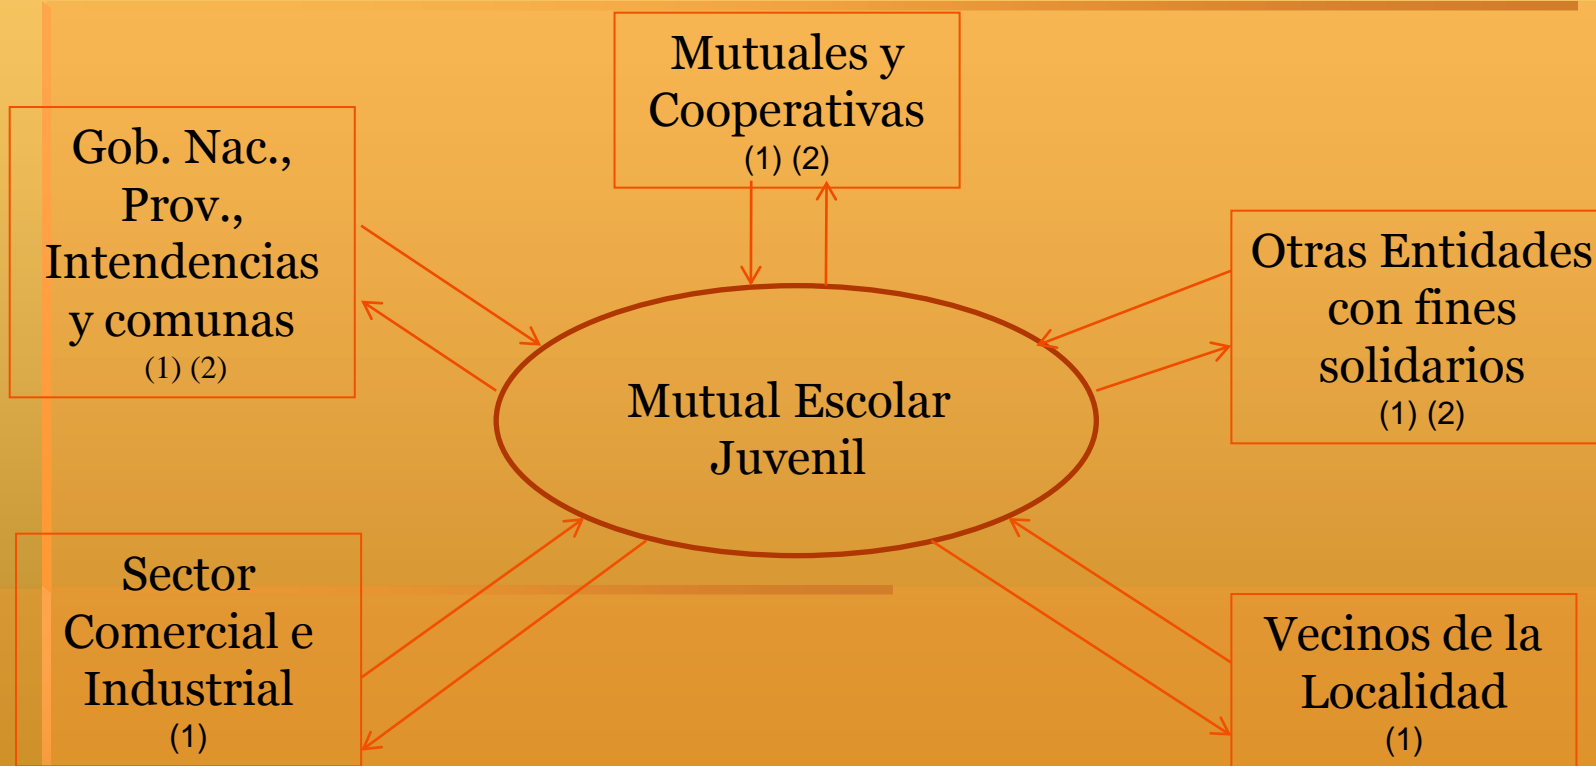 Mutuales y
Cooperativas
(1) (2)
Gob. Nac.,
Prov.,
Intendencias
y comunas
(1) (2)
Otras Entidades
con fines
solidarios
(1) (2)
Mutual Escolar
Juvenil
Sector
Comercial e
Industrial
(1)
Vecinos de la
Localidad
(1)